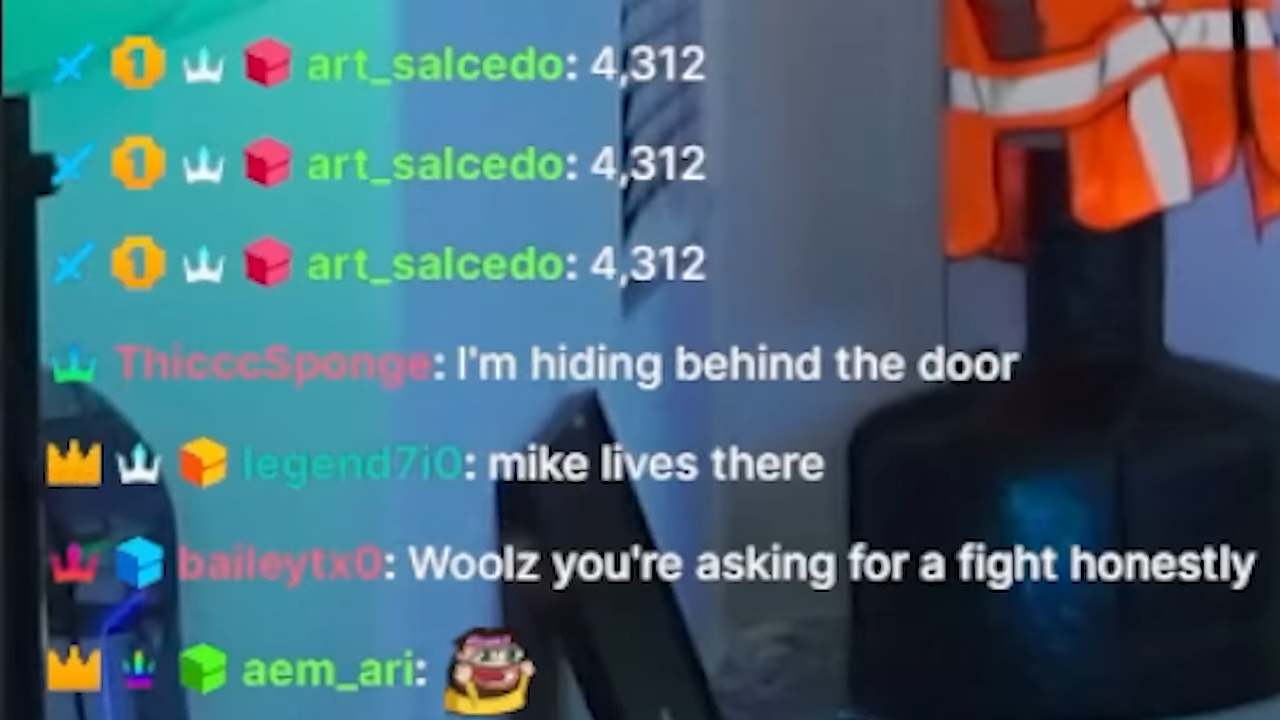 art_salcedo: 4,312
art_salcedo: 4,312
art_salcedo: 4,312
ThicccSponge: I'm hiding behind the door
legend7i0: mike lives there
baileytx0: Woolz you're asking for a fight honestly
aem_ari: